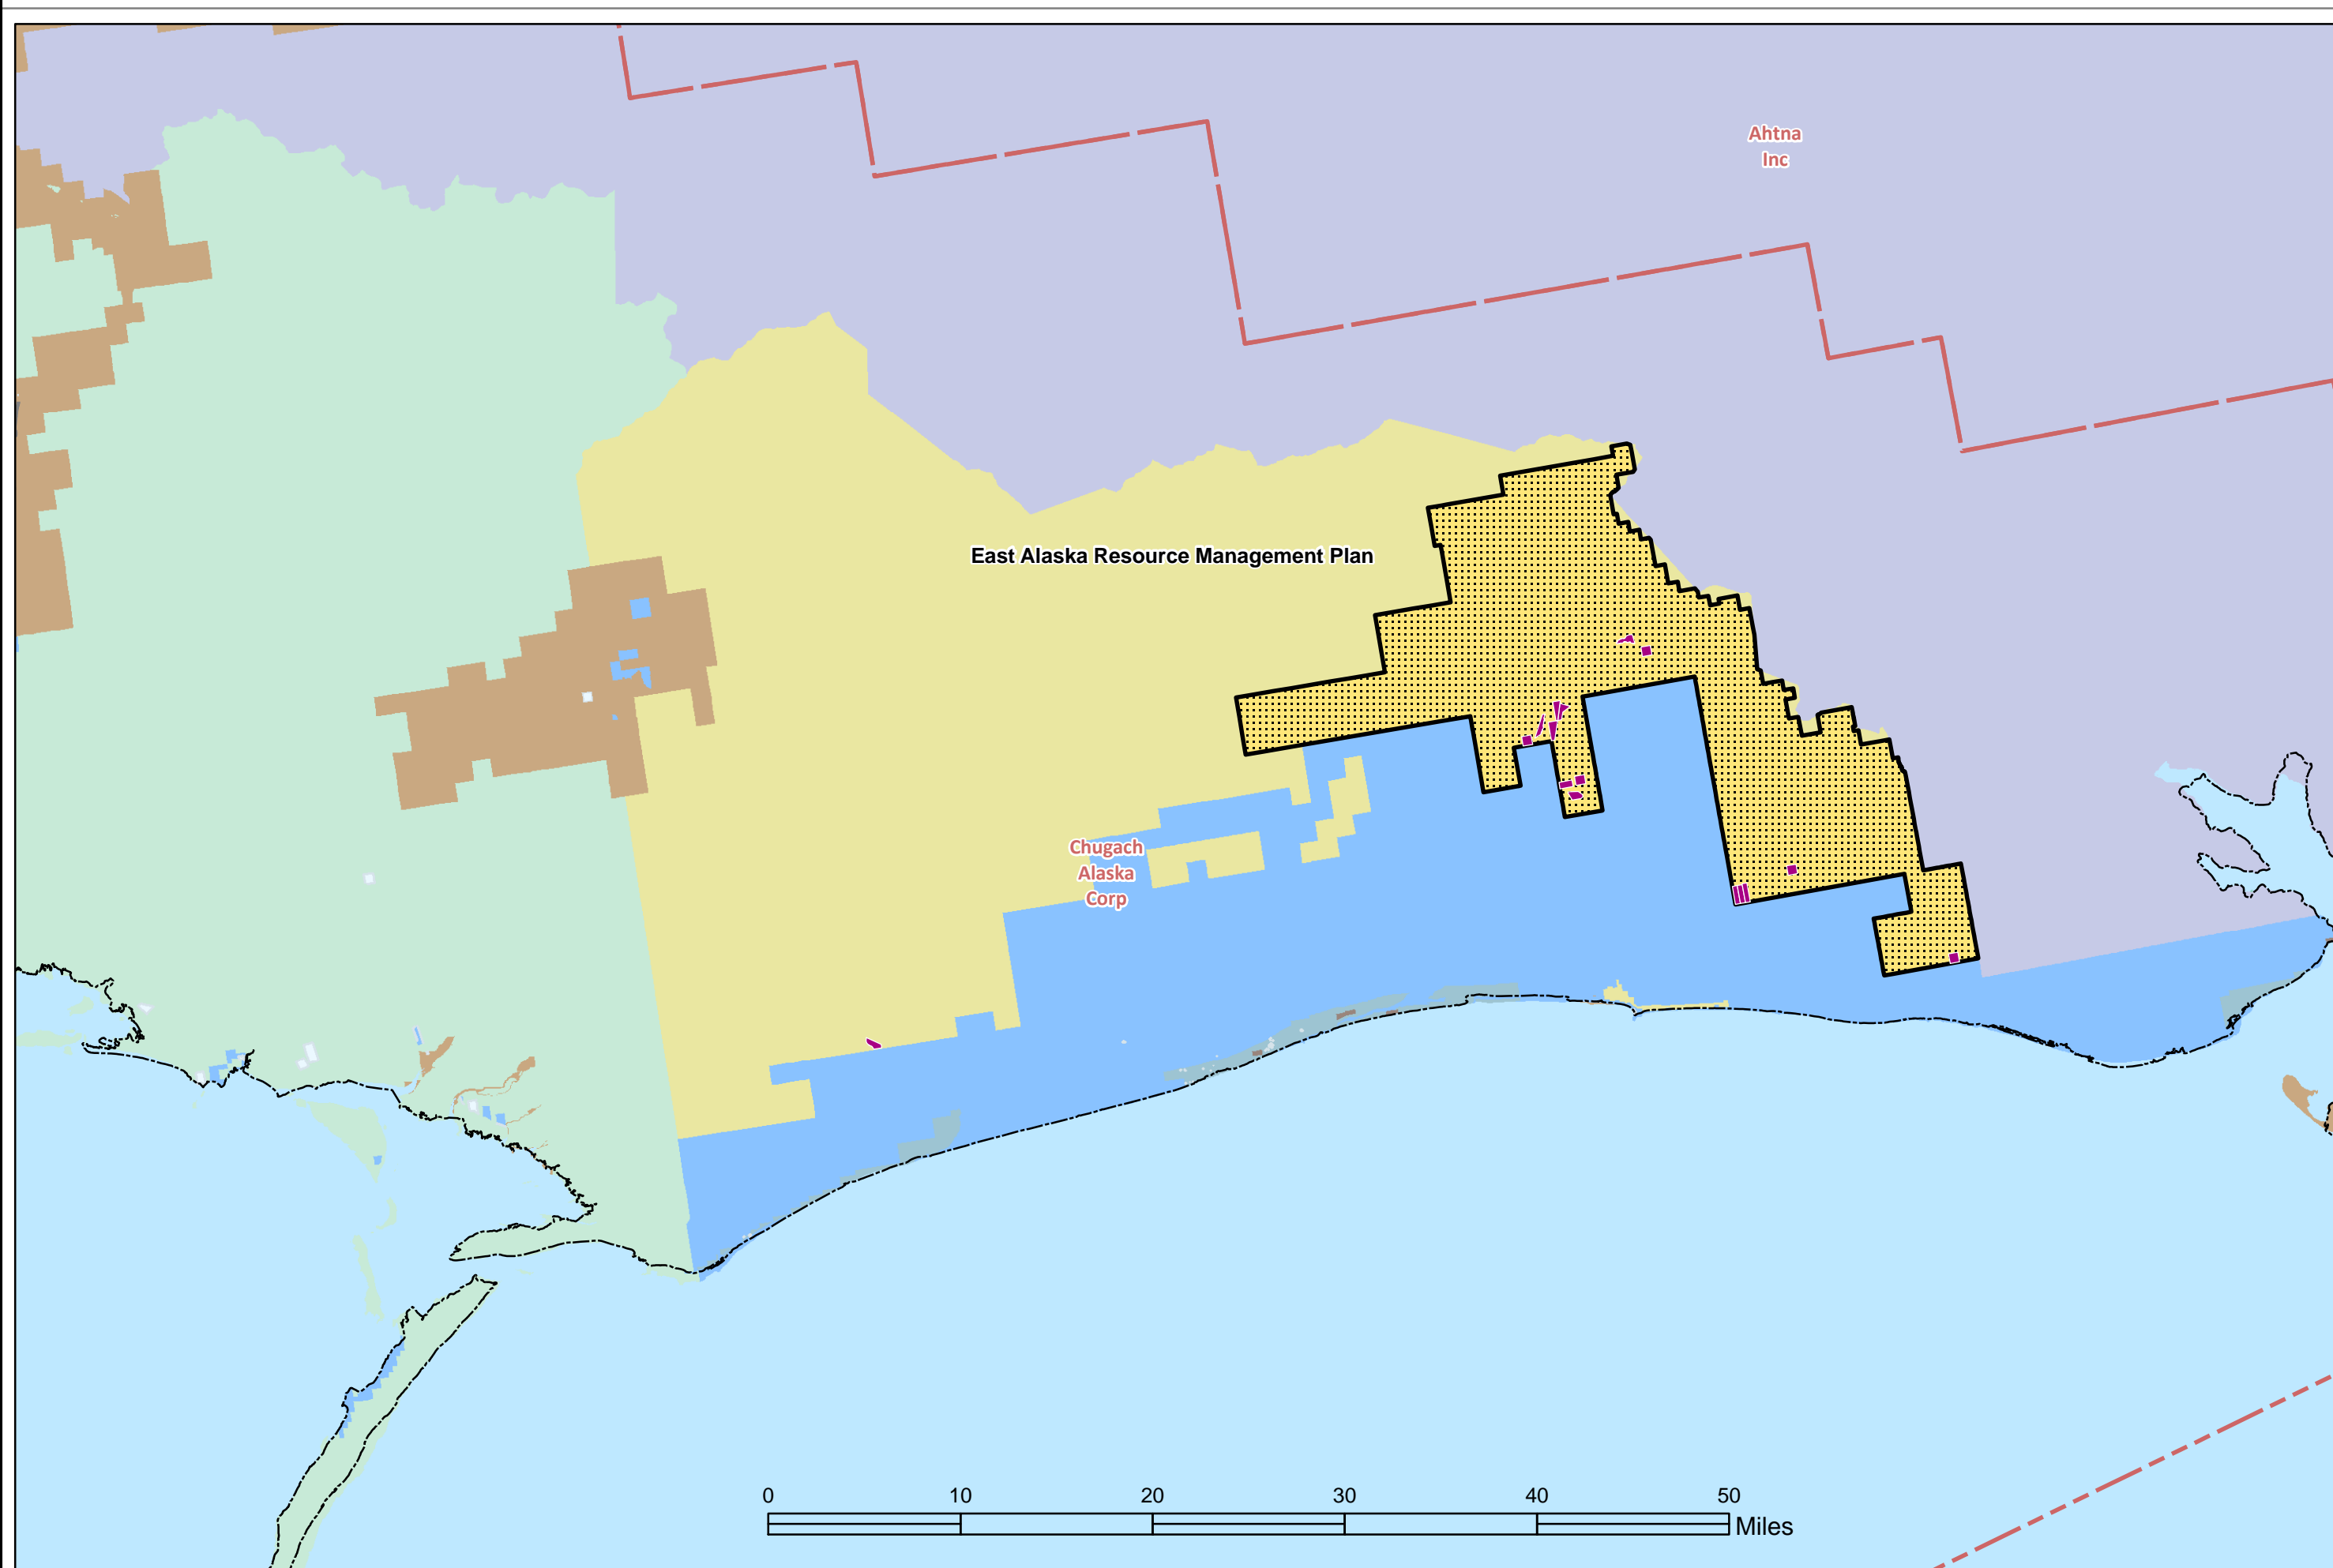 Ahtna
Inc
East Alaska Resource Management Plan
Chugach
Alaska
Corp
0 10 20 30 40 50
Miles